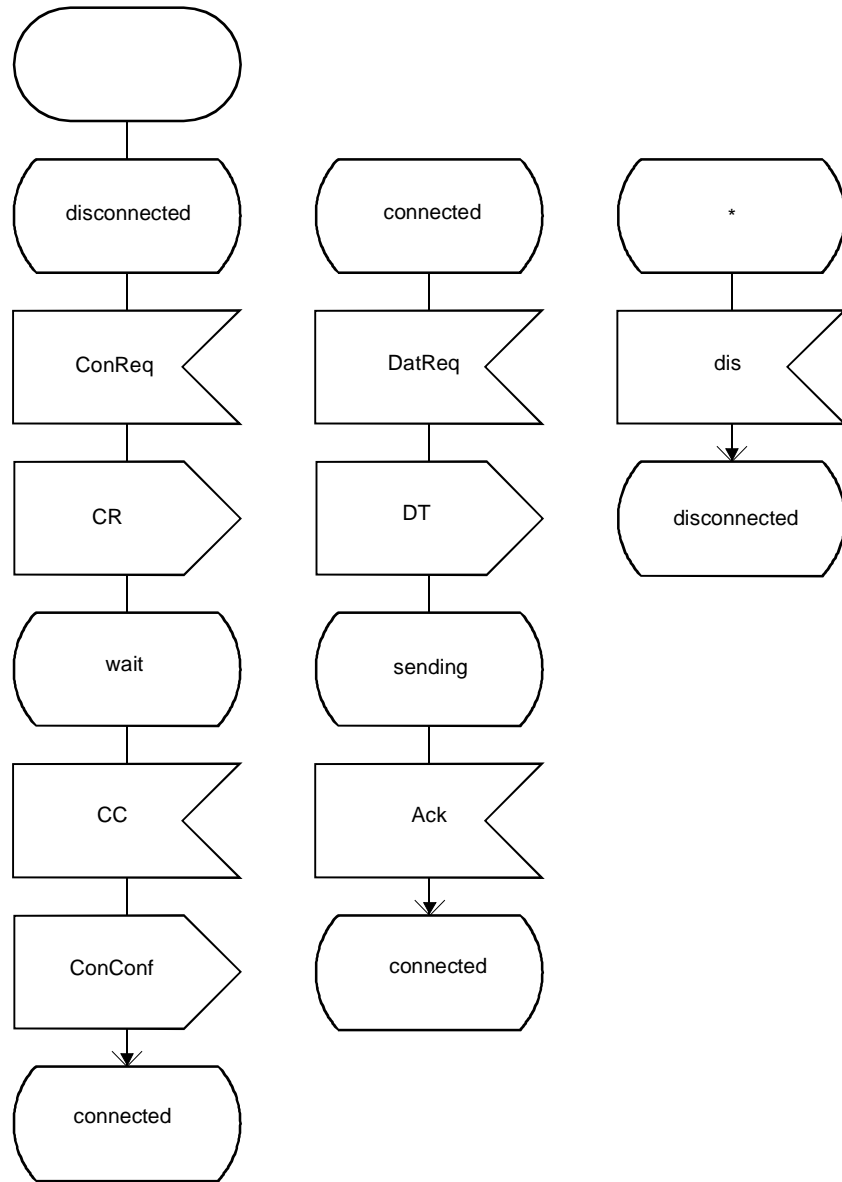 disconnected
ConReq
CR
wait
CC
ConConf
connected
connected
DatReq
DT
sending
Ack
connected
*
dis
disconnected